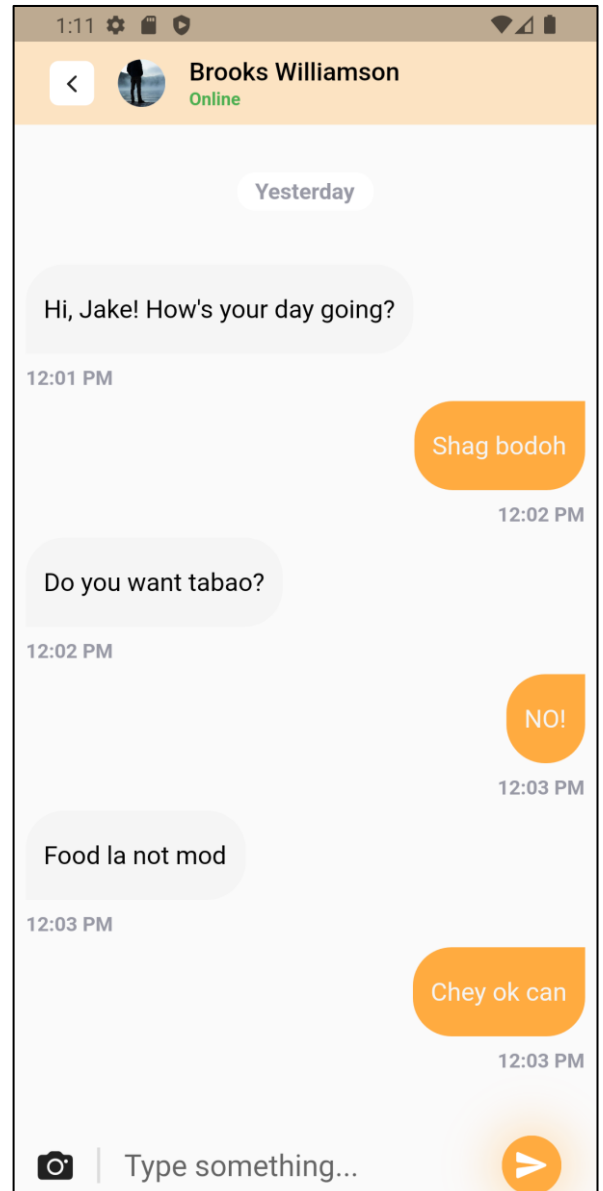 1:11
Brooks Williamson
Online
Yesterday
Hi, Jake! How's your day going?
12:01 PM
Shag bodoh
12:02 PM
Do you want tabao?
12:02 PM
NO!
12:03 PM
Food la not mod
12:03 PM
Chey ok can
12:03 PM
Type something...